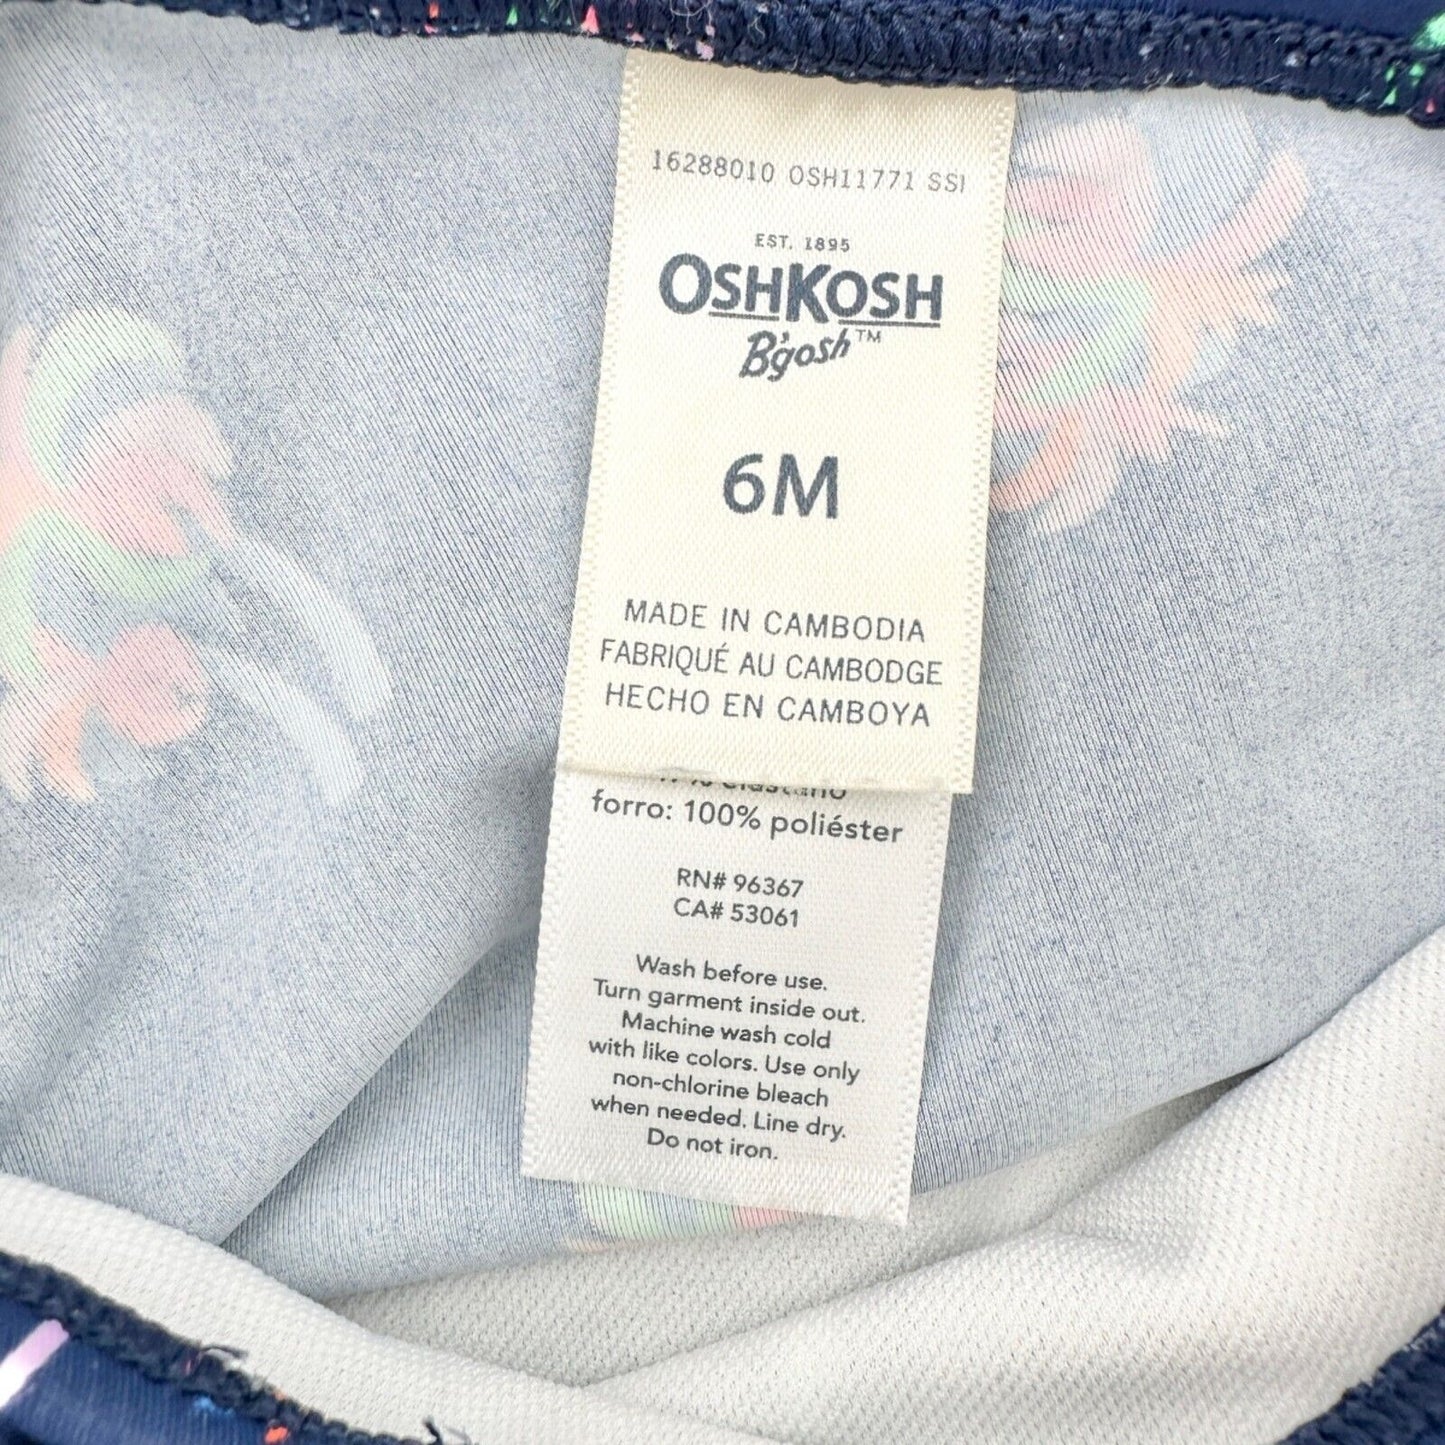 16288010 OSH11771 SSI
EST. 1895
OSHKOSH
B'gosh™
6M
MADE IN CAMBODIA
FABRIQUÉ AU CAMBODGE
HECHO EN CAMBOYA
% elastano
forro: 100% poliéster
RN# 96367
CA# 53061
Wash before use.
Turn garment inside out.
Machine wash cold
with like colors. Use only
non-chlorine bleach
when needed. Line dry.
Do not iron.